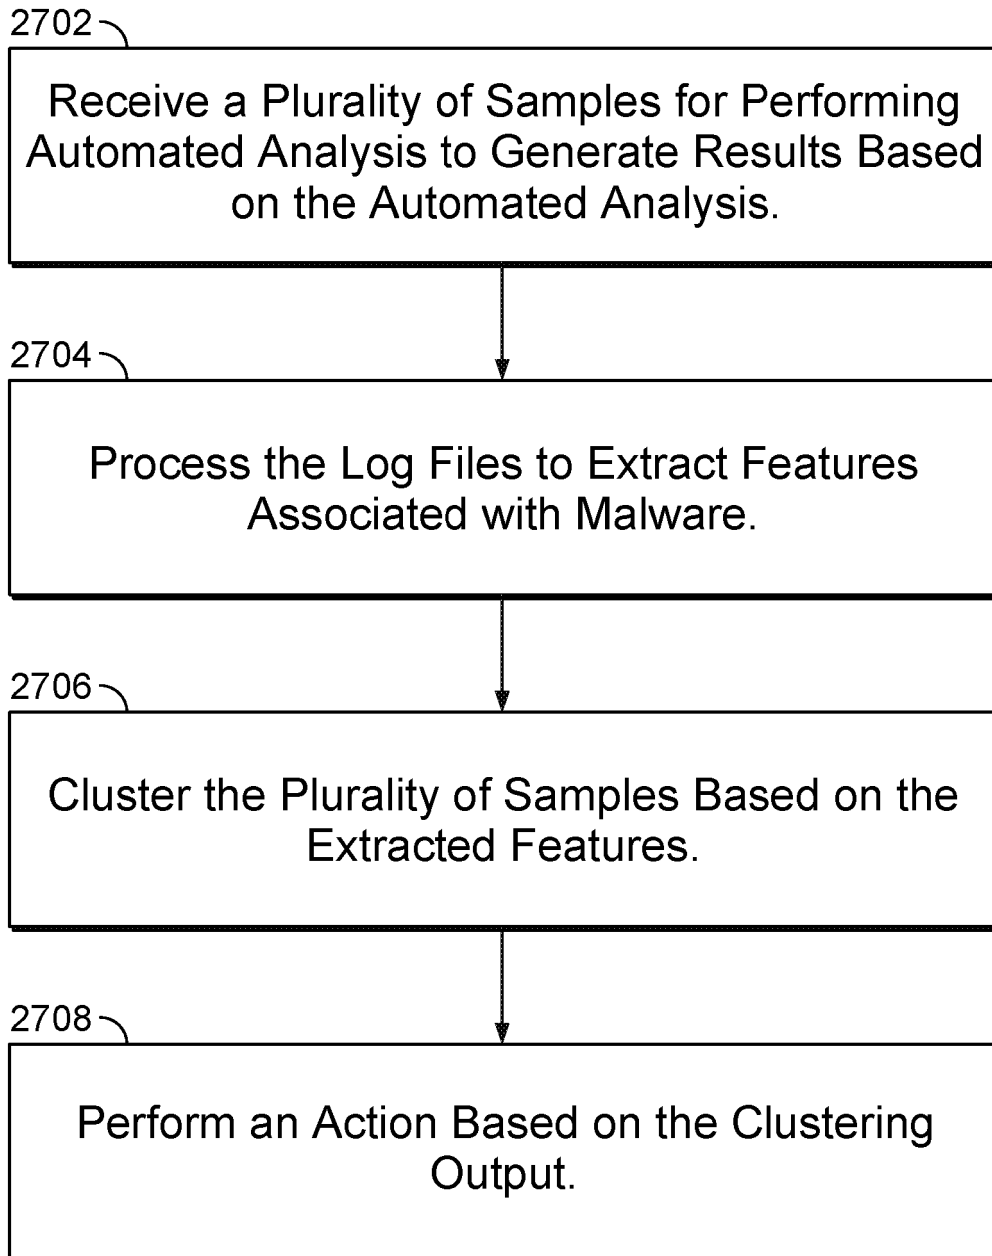 2702
Receive a Plurality of Samples for Performing
Automated Analysis to Generate Results Based
on the Automated Analysis.
2704
Process the Log Files to Extract Features
Associated with Malware.
2706
Cluster the Plurality of Samples Based on the
Extracted Features.
2708
Perform an Action Based on the Clustering
Output.